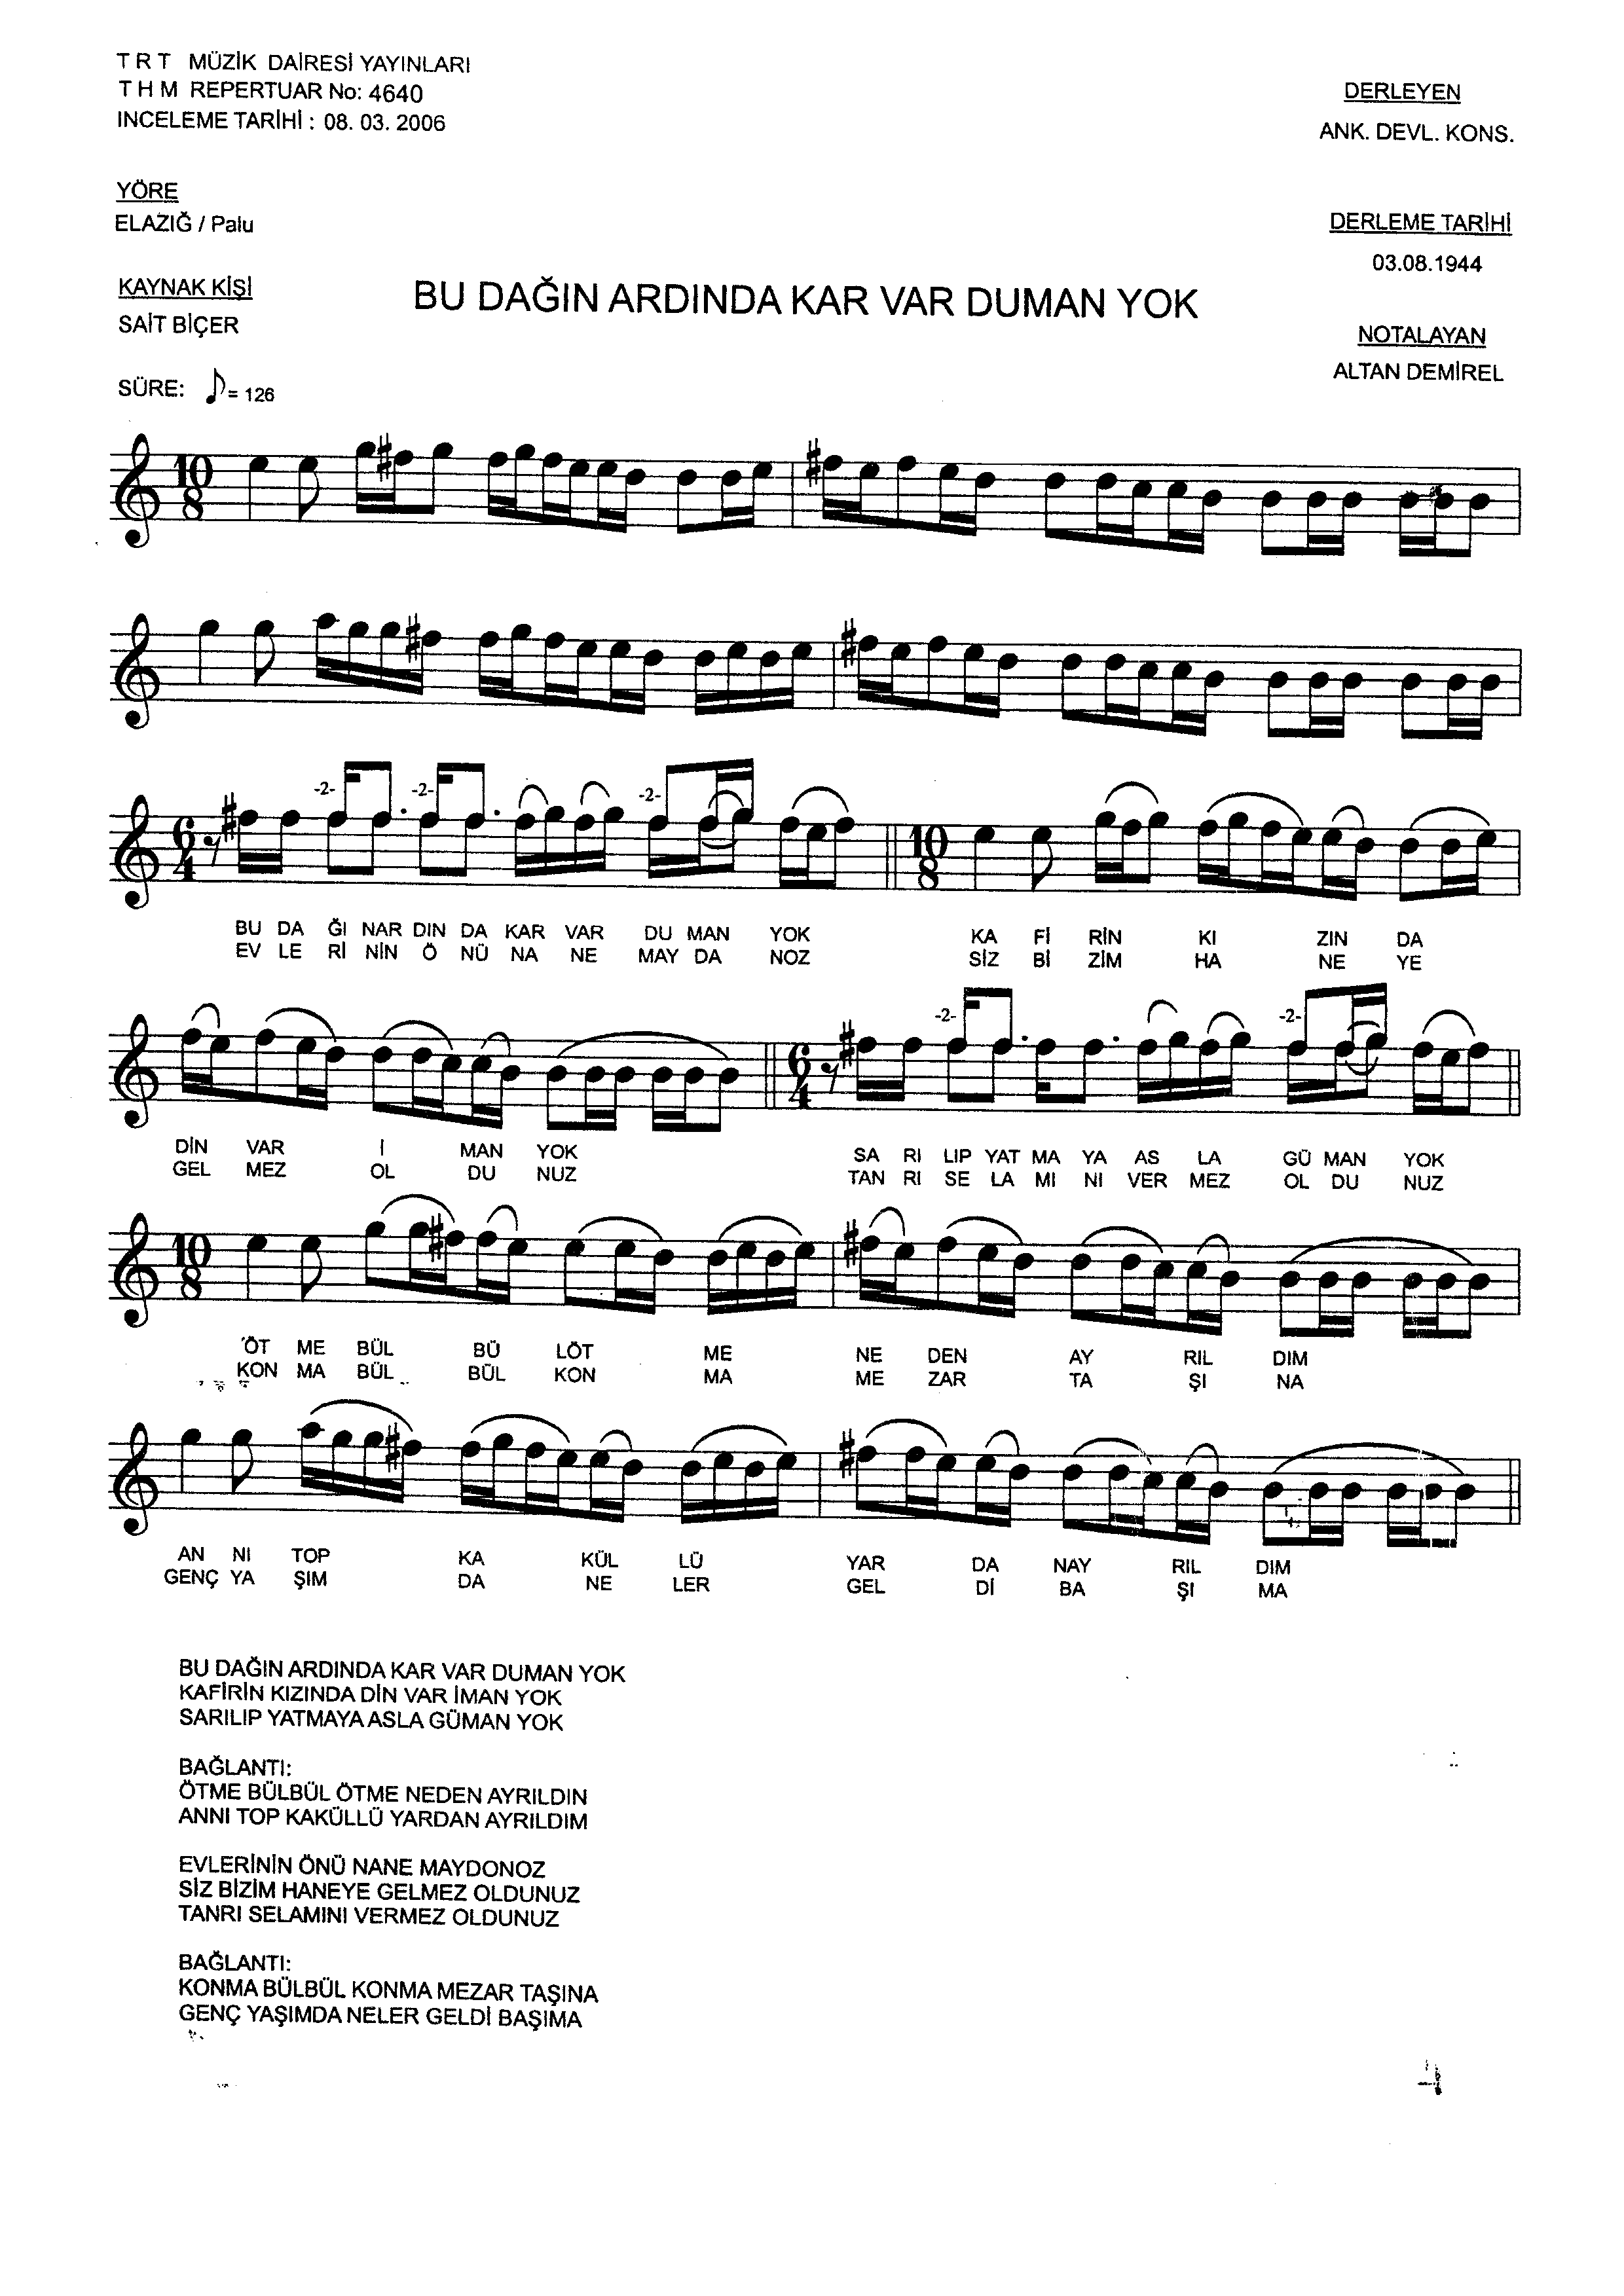 T R T MÜZİK DAİRESİ YAYINLARI
T H M REPERTUAR No: 4640
INCELEME TARİHİ : 08. 03. 2006
DERLEYEN
ANK. DEVL. KONS.
YÖRE
ELAZIĞ / Palu
DERLEME TARİHİ
03.08.1944
KAYNAK KİŞİ
SAİT BİÇER
BU DAĞIN ARDINDA KAR VAR DUMAN YOK
NOTALAYAN
ALTAN DEMİREL
SÜRE: ♪= 126
10
8
-2- -2- -2-
6
4
10
8
BU DA ĞI NAR DIN DA KAR VAR DU MAN YOK KA Fİ RİN KI ZIN DA
EV LE Rİ NİN Ö NÜ NA NE MAY DA NOZ SİZ Bİ ZİM HA NE YE
-2- -2-
6
4
DİN VAR İ MAN YOK SA RI LIP YAT MA YA AS LA GÜ MAN YOK
GEL MEZ OL DU NUZ TAN RI SE LA MI NI VER MEZ OL DU NUZ
10
8
ÖT ME BÜL BÜ LÖT ME NE DEN AY RIL DIM
KON MA BÜL BÜL KON MA ME ZAR TA ŞI NA
AN NI TOP KA KÜL LÜ YAR DA NAY RIL DIM
GENÇ YA ŞIM DA NE LER GEL Dİ BA ŞI MA
BU DAĞIN ARDINDA KAR VAR DUMAN YOK
KAFİRİN KIZINDA DİN VAR İMAN YOK
SARILIP YATMAYA ASLA GÜMAN YOK
BAĞLANTI:
ÖTME BÜLBÜL ÖTME NEDEN AYRILDIN
ANNI TOP KAKÜLLÜ YARDAN AYRILDIM
EVLERİNİN ÖNÜ NANE MAYDONOZ
SİZ BİZİM HANEYE GELMEZ OLDUNUZ
TANRI SELAMINI VERMEZ OLDUNUZ
BAĞLANTI:
KONMA BÜLBÜL KONMA MEZAR TAŞINA
GENÇ YAŞIMDA NELER GELDİ BAŞIMA